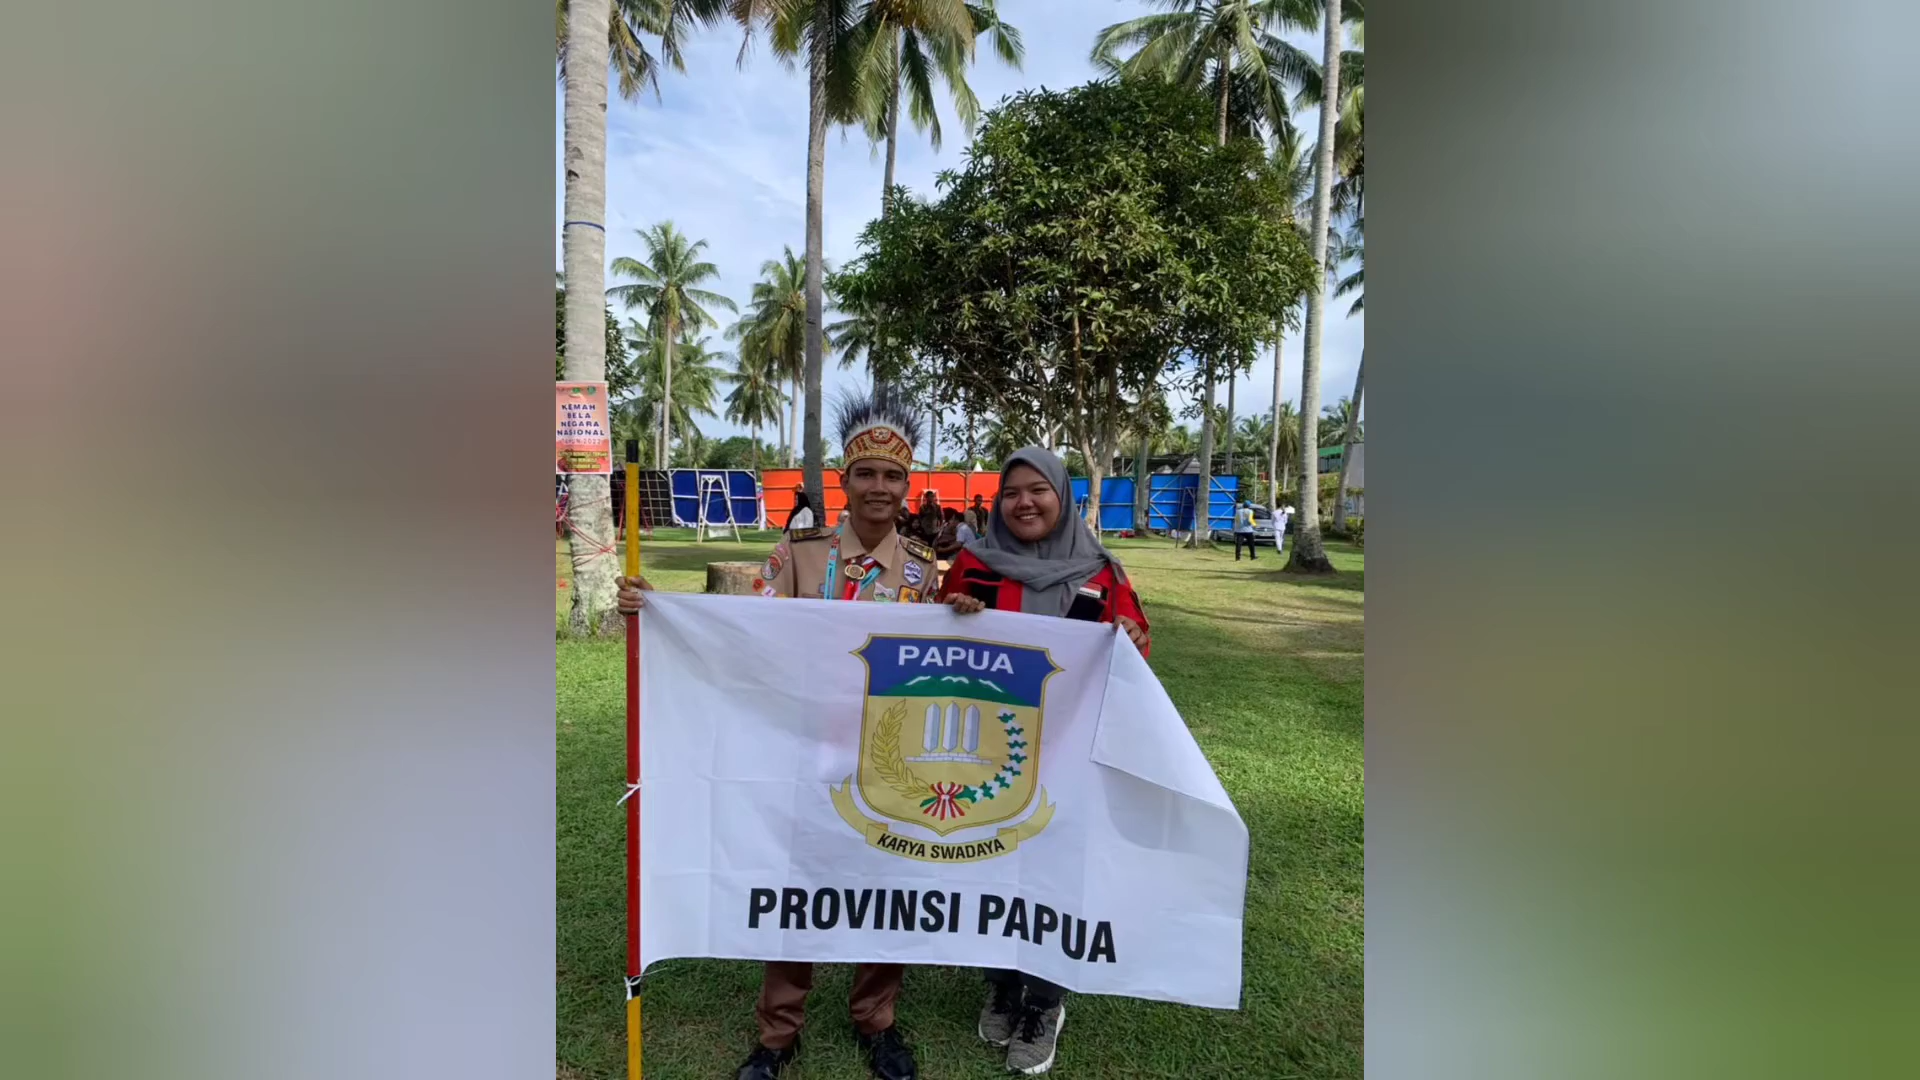 KEMAH
BELA
NEGARA
NASIONAL
PAPUA
KARYA SWADAYA
PROVINSI PAPUA